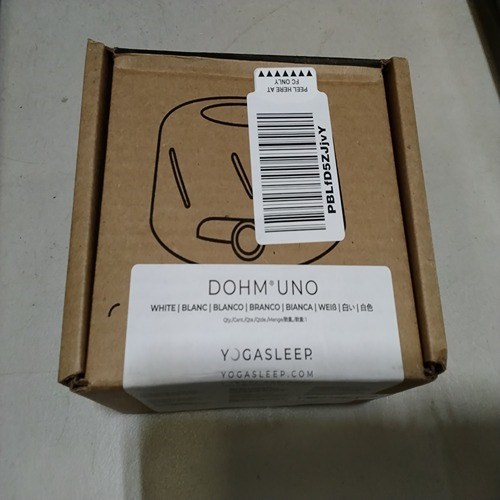 PEEL HERE AT
FC ONLY
PBLfD5ZJjvY
DOHM® UNO
WHITE | BLANC | BLANCO | BRANCO | BIANCA | WEIß | 白い | 白色
YOGASLEEP.
YOGASLEEP.COM